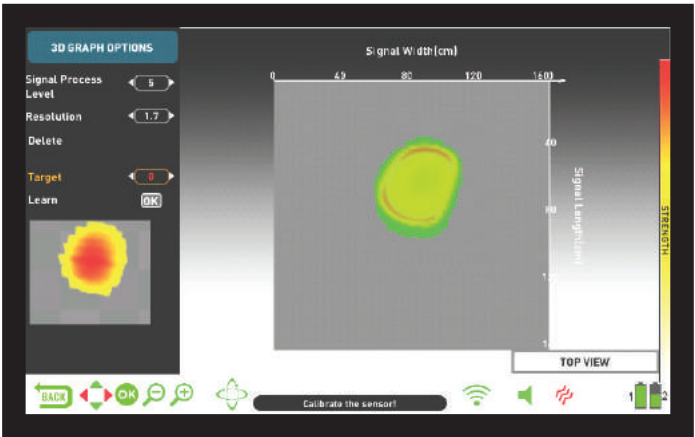 3D GRAPH OPTIONS
Signal Process
Level
5
Resolution
1.7
Delete
Target
0
Learn
OK
Signal Width(cm)
0 40 80 120 160
40
80
Signal Lenght(cm)
STRENGTH
TOP VIEW
BACK
OK
Calibrate the sensor!
1
2